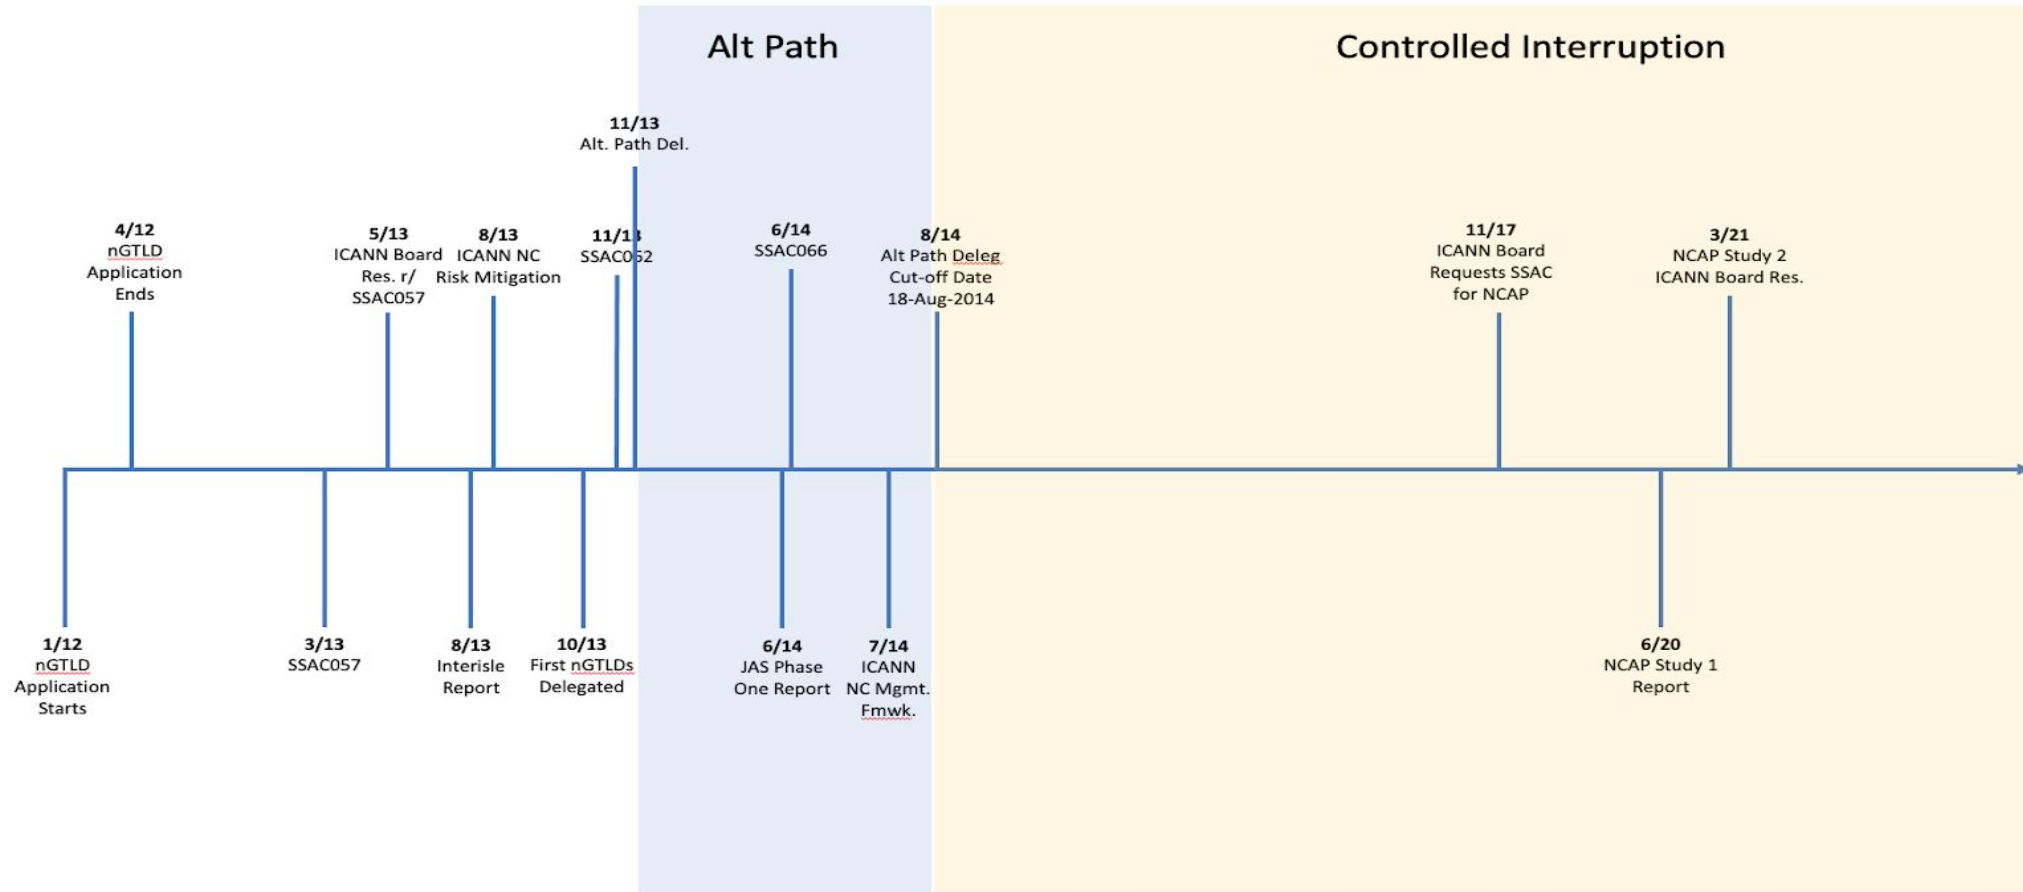 Alt Path
Controlled Interruption
11/13
Alt. Path Del.
4/12
nGTLD
Application
Ends
5/13
ICANN Board
Res. r/
SSAC057
8/13
ICANN NC
Risk Mitigation
11/13
SSAC062
6/14
SSAC066
8/14
Alt Path Deleg
Cut-off Date
18-Aug-2014
11/17
ICANN Board
Requests SSAC
for NCAP
3/21
NCAP Study 2
ICANN Board Res.
1/12
nGTLD
Application
Starts
3/13
SSAC057
8/13
Interisle
Report
10/13
First nGTLDs
Delegated
6/14
JAS Phase
One Report
7/14
ICANN
NC Mgmt.
Fmwk.
6/20
NCAP Study 1
Report